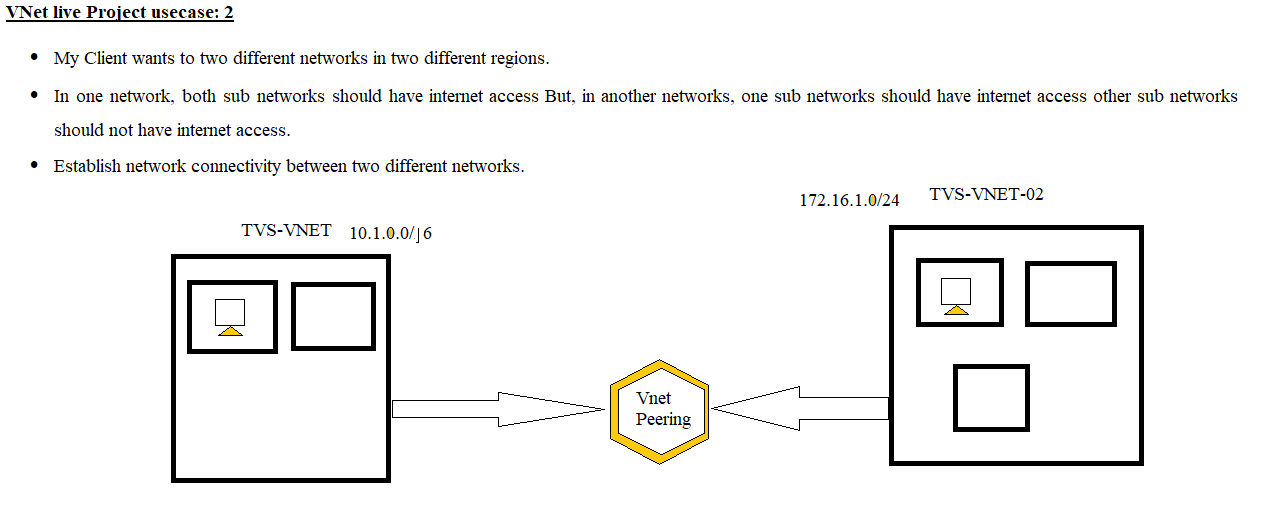 VNet live Project usecase: 2
• My Client wants to two different networks in two different regions.
• In one network, both sub networks should have internet access But, in another networks, one sub networks should have internet access other sub networks
should not have internet access.
• Establish network connectivity between two different networks.
172.16.1.0/24 TVS-VNET-02
TVS-VNET 10.1.0.0/16
Vnet
Peering